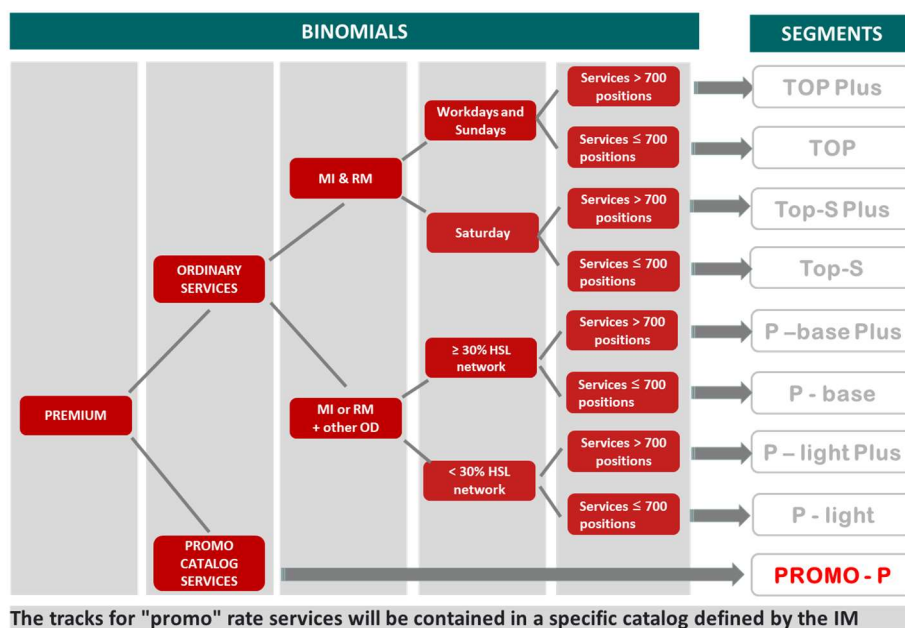 BINOMIALS
SEGMENTS
PREMIUM
ORDINARY
SERVICES
PROMO
CATALOG
SERVICES
MI & RM
MI or RM
+ other OD
Workdays and
Sundays
Saturday
≥ 30% HSL
network
< 30% HSL
network
Services > 700
positions
Services ≤ 700
positions
Services > 700
positions
Services ≤ 700
positions
Services > 700
positions
Services ≤ 700
positions
Services > 700
positions
Services ≤ 700
positions
TOP Plus
TOP
Top-S Plus
Top-S
P –base Plus
P - base
P – light Plus
P - light
PROMO - P
The tracks for "promo" rate services will be contained in a specific catalog defined by the IM